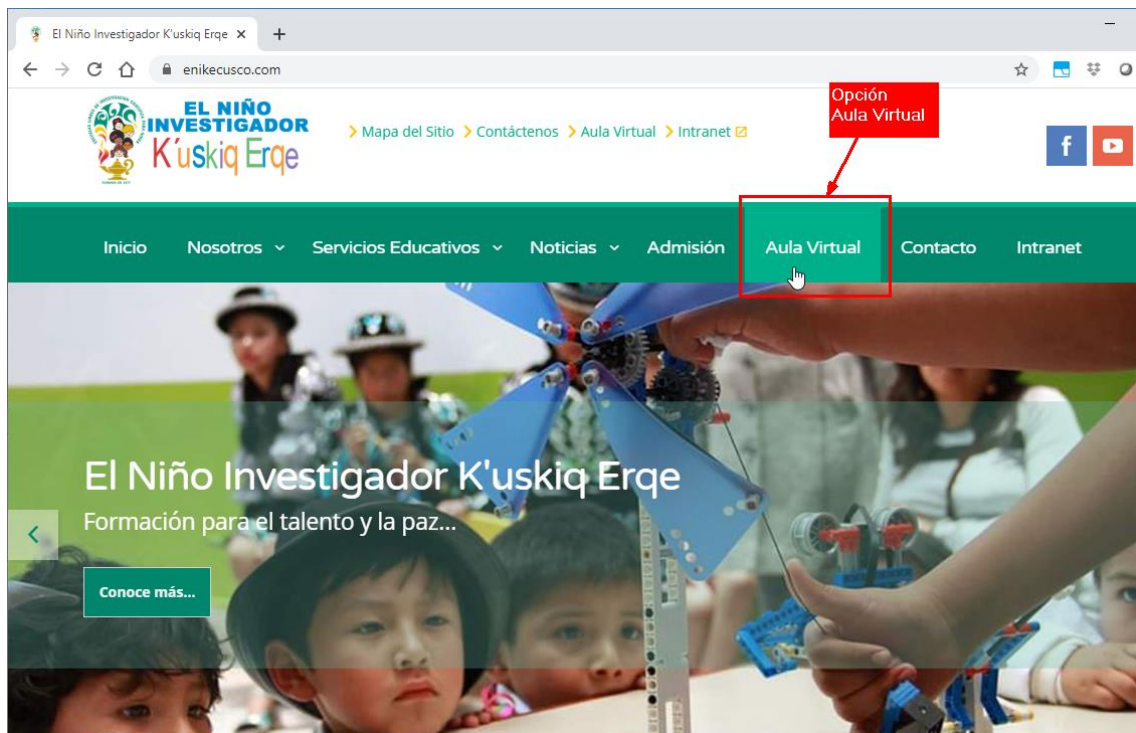 El Niño Investigador K'uskiq Erqe
enikecusco.com
EL NIÑO
INVESTIGADOR
K'uskiq Erqe
Mapa del Sitio Contáctenos Aula Virtual Intranet
Opción
Aula Virtual
Inicio Nosotros Servicios Educativos Noticias Admisión Aula Virtual Contacto Intranet
El Niño Investigador K'uskiq Erqe
Formación para el talento y la paz...
Conoce más...